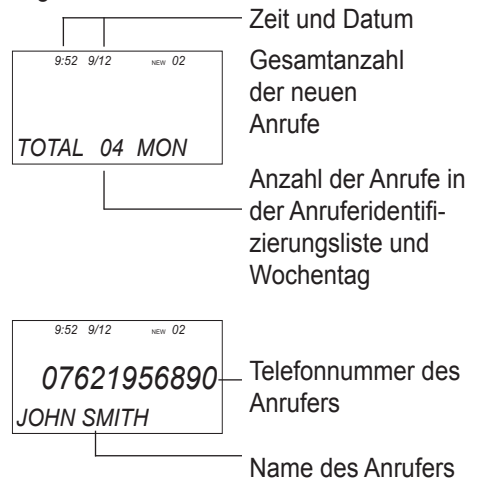 Zeit und Datum
9:52 9/12 NEW 02
Gesamtanzahl
der neuen
Anrufe
TOTAL 04 MON
Anzahl der Anrufe in
der Anruferidentifi-
zierungsliste und
Wochentag
9:52 9/12 NEW 02
07621956890
Telefonnummer des
Anrufers
JOHN SMITH
Name des Anrufers